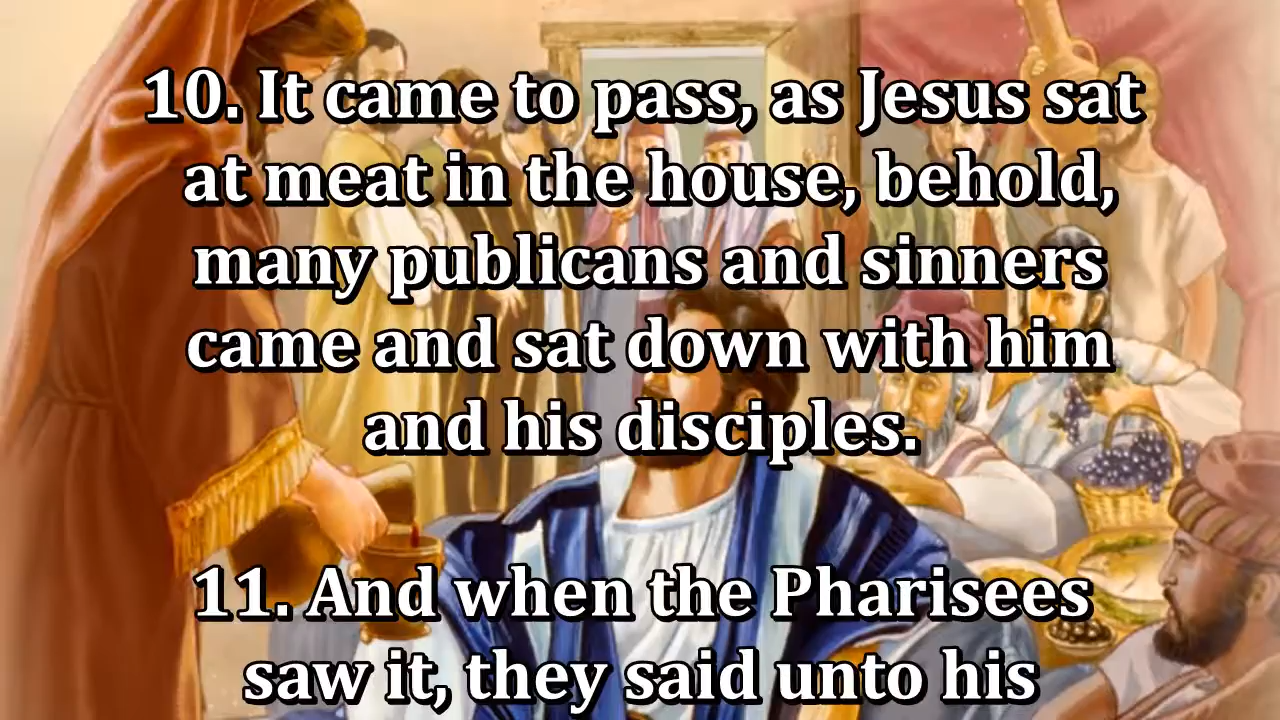 10. It came to pass, as Jesus sat
at meat in the house, behold,
many publicans and sinners
came and sat down with him
and his disciples.
11. And when the Pharisees
saw it, they said unto his